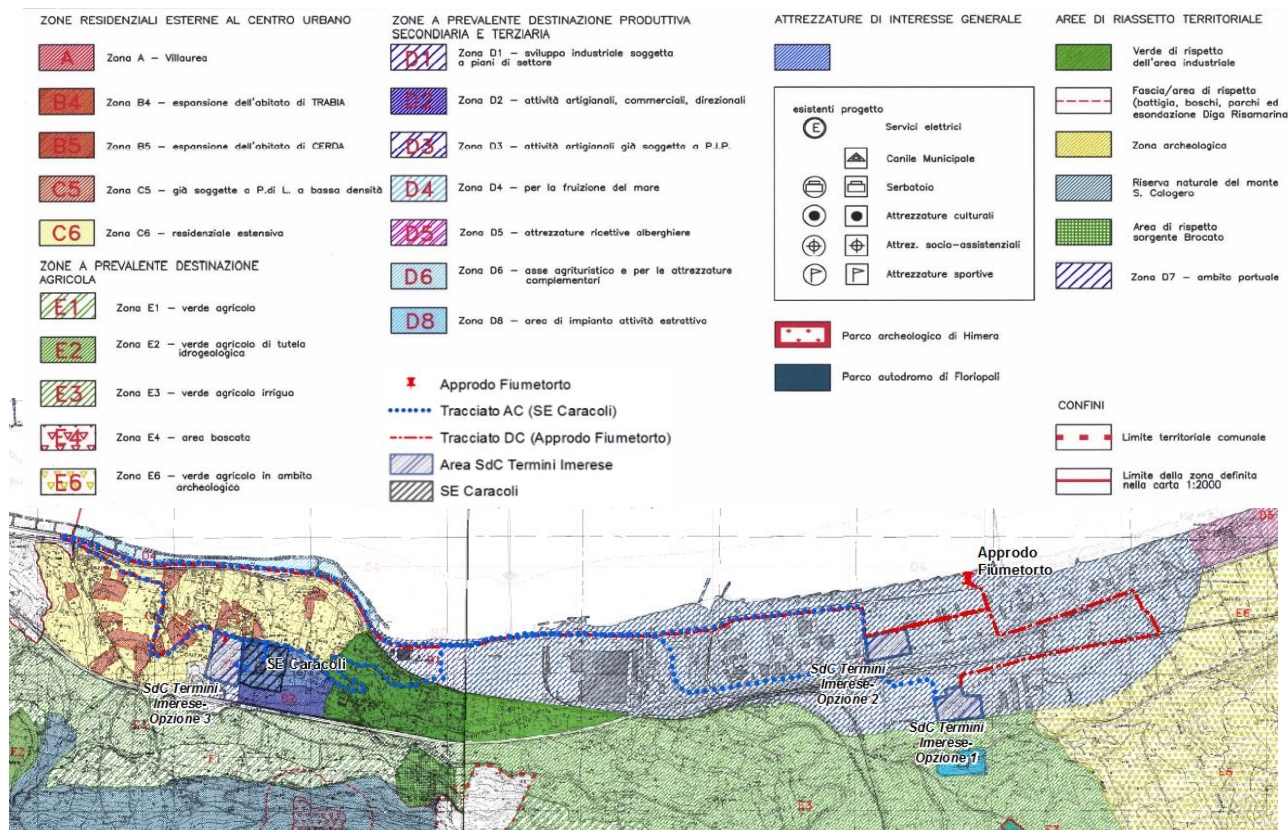 ZONE RESIDENZIALI ESTERNE AL CENTRO URBANO
A
Zona A – Villaurea
B4
Zona B4 – espansione dell'abitato di TRABIA
B5
Zona B5 – espansione dell'abitato di CERDA
C5
Zona C5 – già soggette a P.di L. a bassa densità
C6
Zona C6 – residenziale estensiva
ZONE A PREVALENTE DESTINAZIONE
AGRICOLA
E1
Zona E1 – verde agricolo
E2
Zona E2 – verde agricolo di tutela
idrogeologica
E3
Zona E3 – verde agricolo irriguo
E4
Zona E4 – area boscata
E6
Zona E6 – verde agricolo in ambito
archeologico
ZONE A PREVALENTE DESTINAZIONE PRODUTTIVA
SECONDIARIA E TERZIARIA
D1
Zona D1 – sviluppo industriale soggetta
a piani di settore
D2
Zona D2 – attività artigianali, commerciali, direzionali
D3
Zona D3 – attività artigianali già soggetta a P.I.P.
D4
Zona D4 – per la fruizione del mare
D5
Zona D5 – attrezzature ricettive alberghiere
D6
Zona D6 – asse agrituristico e per le attrezzature
complementari
D8
Zona D8 – area di impianto attività estrattiva
Approdo Fiumetorto
Tracciato AC (SE Caracoli)
Tracciato DC (Approdo Fiumetorto)
Area SdC Termini Imerese
SE Caracoli
ATTREZZATURE DI INTERESSE GENERALE
esistenti progetto
E
Servici elettrici
Canile Municipale
Serbatoio
Attrezzature culturali
Attrez. socio-assistenziali
Attrezzature sportive
Parco archeologico di Himera
Parco autodromo di Floriopoli
AREE DI RIASSETTO TERRITORIALE
Verde di rispetto
dell'area industriale
Fascia/area di rispetto
(battigia, boschi, parchi ed
esondazione Diga Risamarina
Zona archeologica
Riserva naturale del monte
S. Calogero
Area di rispetto
sorgente Brocato
Zona D7 – ambito portuale
CONFINI
Limite territoriale comunale
Limite della zona definita
nella carta 1:2000
D5
Approdo
Fiumetorto
D4
D4
E6
SE Caracoli
SdC Termini
Imerese-
Opzione 3
SdC Termini
Imerese-
Opzione 2
SdC Termini
Imerese-
Opzione 1
E1
E3
E6